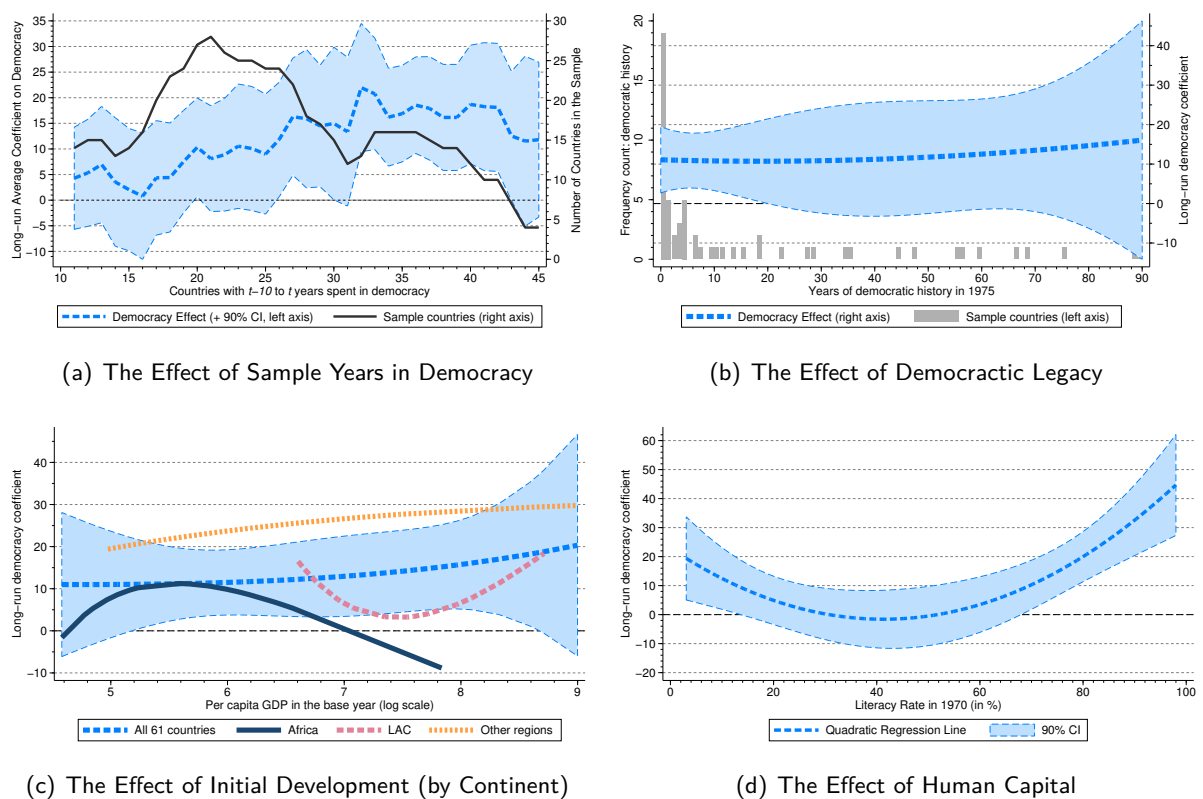 Long−run Average Coefficient on Democracy
35
30
25
20
15
10
5
0
−5
−10
Number of Countries in the Sample
30
25
20
15
10
5
0
10 15 20 25 30 35 40 45
Countries with t−10 to t years spent in democracy
Democracy Effect (+ 90% CI, left axis) Sample countries (right axis)
(a) The Effect of Sample Years in Democracy
Frequency count: democratic history
20
15
10
5
0
Long−run democracy coefficient
40
30
20
10
0
−10
0 10 20 30 40 50 60 70 80 90
Years of democratic history in 1975
Democracy Effect (right axis) Sample countries (left axis)
(b) The Effect of Democractic Legacy
Long−run democracy coefficient
40
30
20
10
0
−10
5 6 7 8 9
Per capita GDP in the base year (log scale)
All 61 countries Africa LAC Other regions
(c) The Effect of Initial Development (by Continent)
Long−run democracy coefficient
60
50
40
30
20
10
0
−10
−20
0 20 40 60 80 100
Literacy Rate in 1970 (in %)
Quadratic Regression Line 90% CI
(d) The Effect of Human Capital